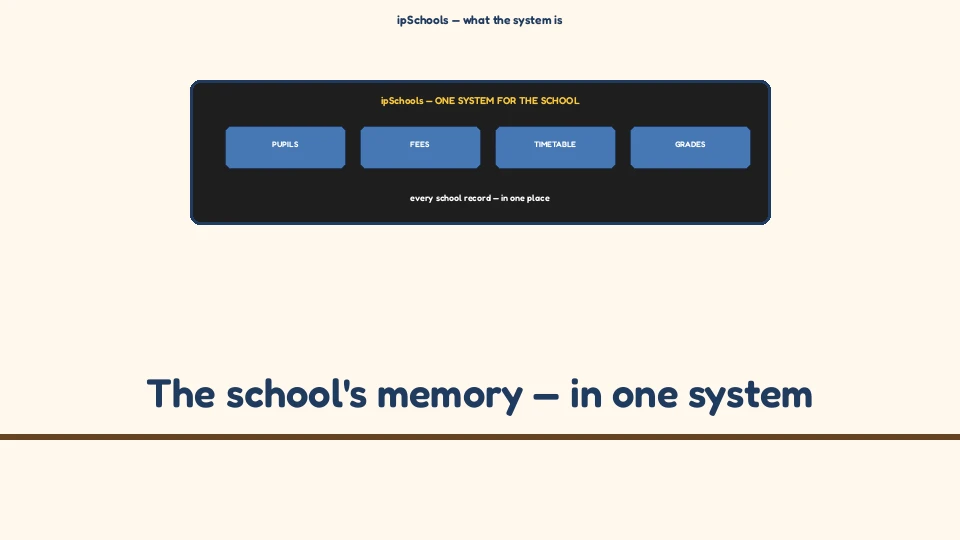 ipSchools — what the system is
ipSchools — ONE SYSTEM FOR THE SCHOOL
PUPILS FEES TIMETABLE GRADES
every school record — in one place
The school's memory — in one system